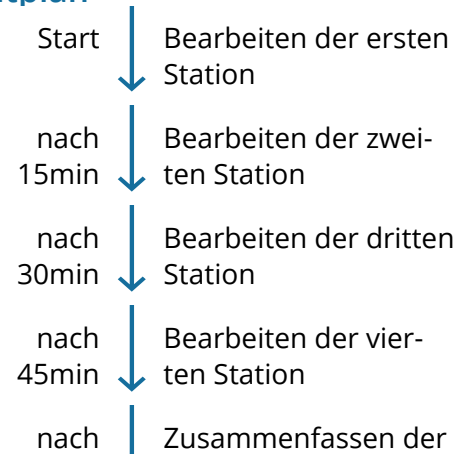 Start Bearbeiten der ersten
Station
nach Bearbeiten der zwei-
15min ten Station
nach Bearbeiten der dritten
30min Station
nach Bearbeiten der vier-
45min ten Station
nach Zusammenfassen der